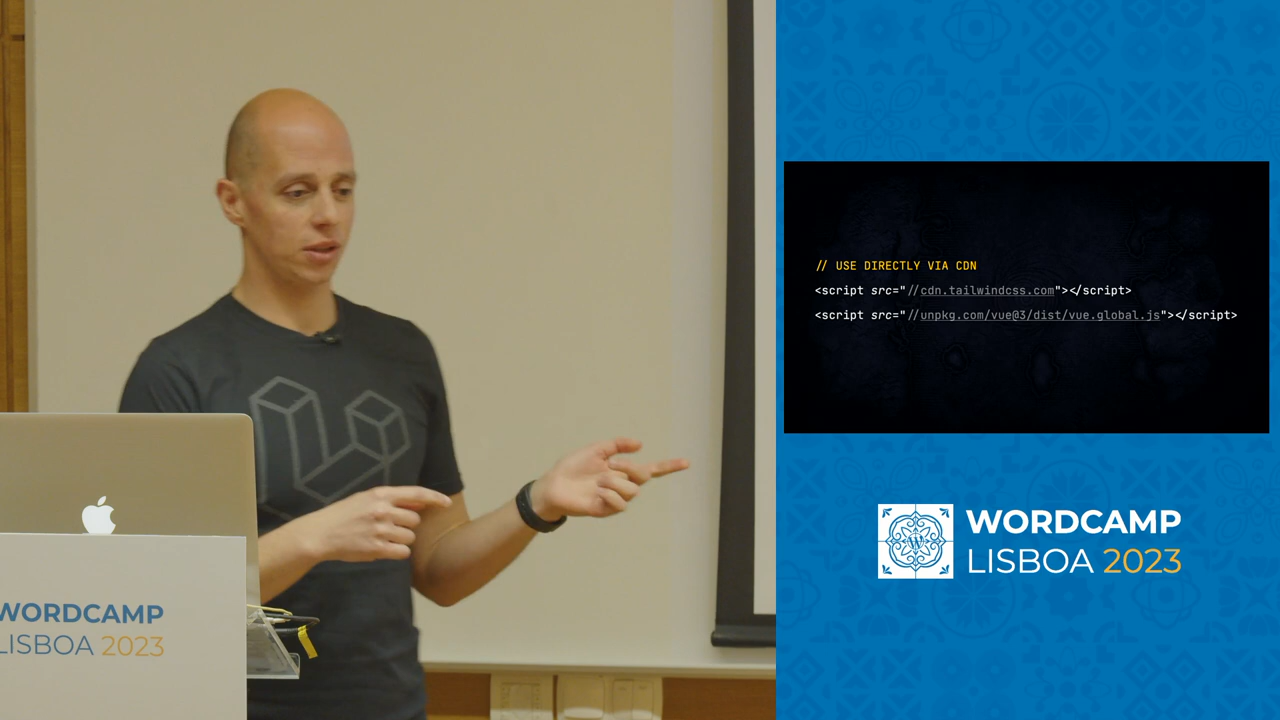 // USE DIRECTLY VIA CDN
<script src="//cdn.tailwindcss.com"></script>
<script src="//unpkg.com/vue@3/dist/vue.global.js"></script>
WORDCAMP
LISBOA 2023
WORDCAMP
LISBOA 2023